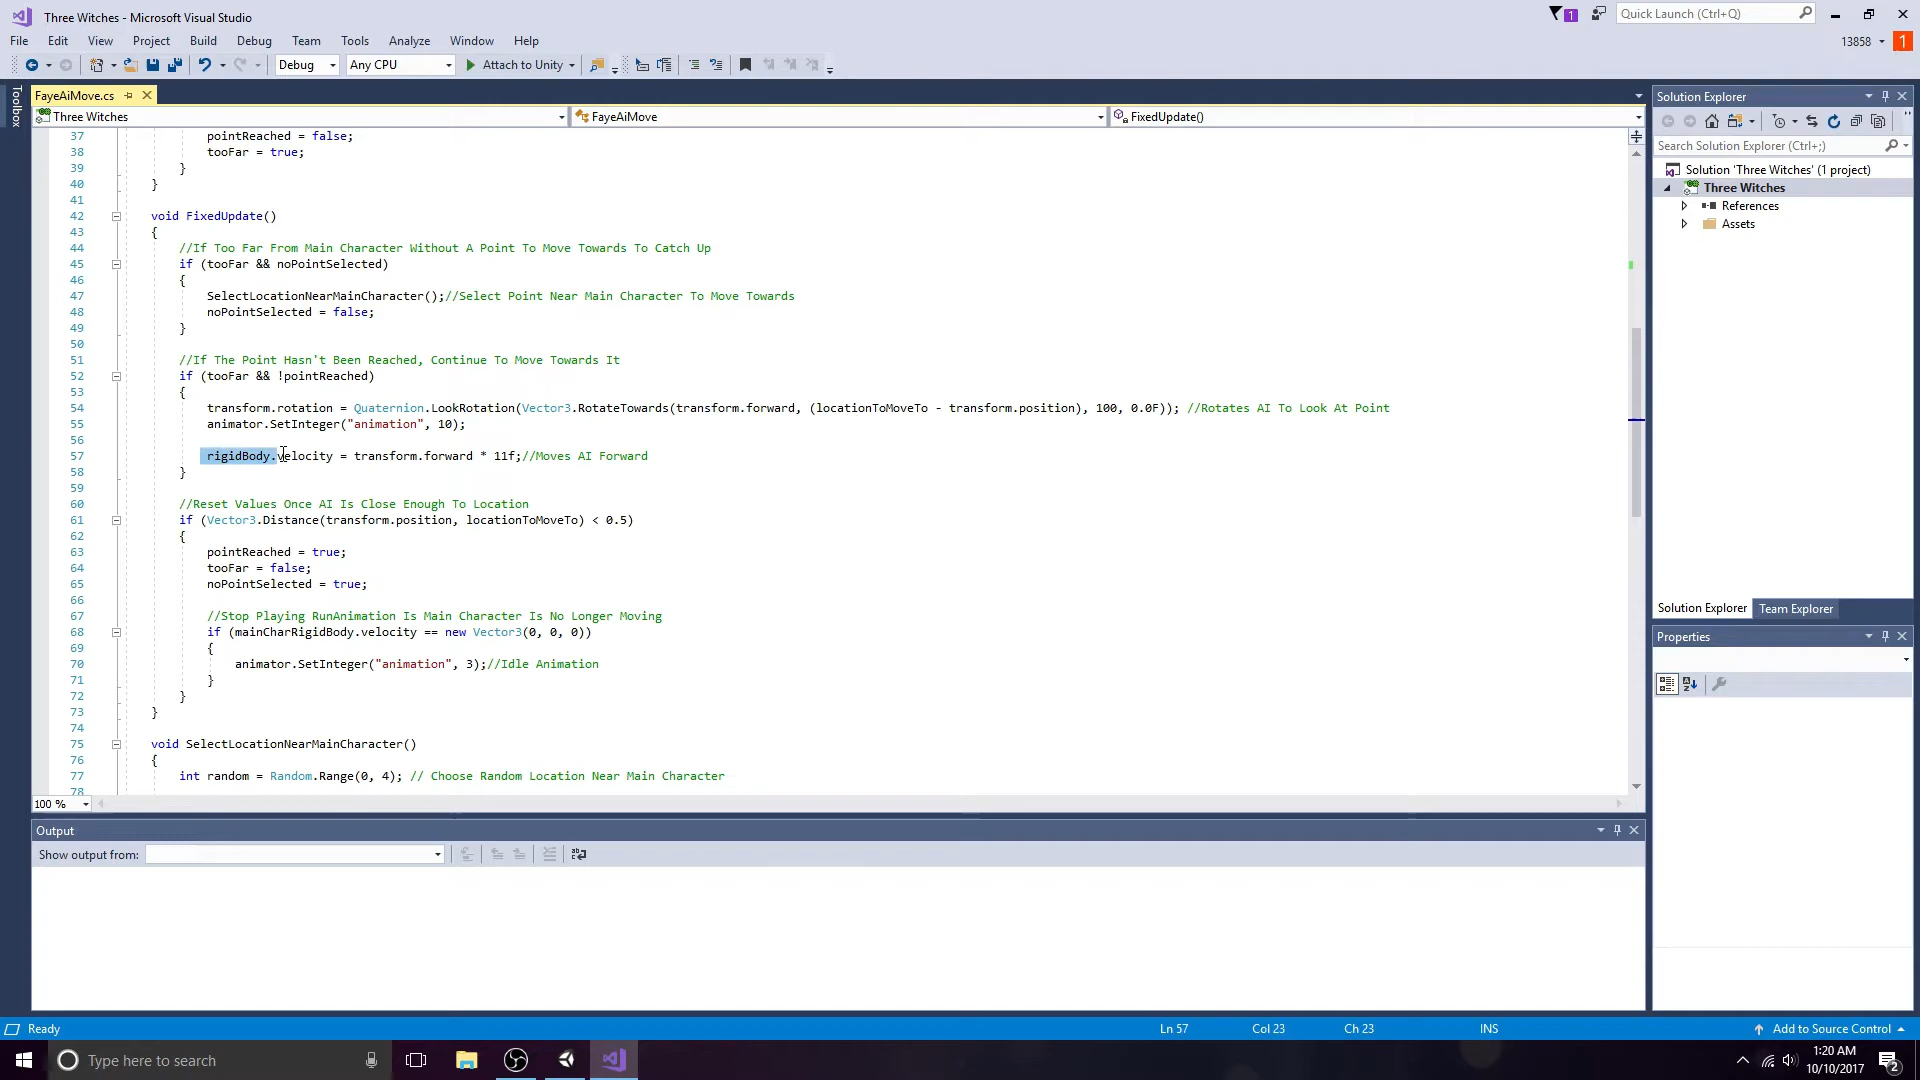 Three Witches - Microsoft Visual Studio
1
Quick Launch (Ctrl+Q)
File Edit View Project Build Debug Team Tools Analyze Window Help
13858
1
Debug Any CPU Attach to Unity
Toolbox
FayeAiMove.cs
Three Witches FayeAiMove FixedUpdate()
37 pointReached = false;
38 tooFar = true;
39 }
40 }
41
42 void FixedUpdate()
43 {
44 //If Too Far From Main Character Without A Point To Move Towards To Catch Up
45 if (tooFar && noPointSelected)
46 {
47 SelectLocationNearMainCharacter();//Select Point Near Main Character To Move Towards
48 noPointSelected = false;
49 }
50
51 //If The Point Hasn't Been Reached, Continue To Move Towards It
52 if (tooFar && !pointReached)
53 {
54 transform.rotation = Quaternion.LookRotation(Vector3.RotateTowards(transform.forward, (locationToMoveTo - transform.position), 100, 0.0F)); //Rotates AI To Look At Point
55 animator.SetInteger("animation", 10);
56
57 rigidBody.velocity = transform.forward * 11f;//Moves AI Forward
58 }
59
60 //Reset Values Once AI Is Close Enough To Location
61 if (Vector3.Distance(transform.position, locationToMoveTo) < 0.5)
62 {
63 pointReached = true;
64 tooFar = false;
65 noPointSelected = true;
66
67 //Stop Playing RunAnimation Is Main Character Is No Longer Moving
68 if (mainCharRigidBody.velocity == new Vector3(0, 0, 0))
69 {
70 animator.SetInteger("animation", 3);//Idle Animation
71 }
72 }
73 }
74
75 void SelectLocationNearMainCharacter()
76 {
77 int random = Random.Range(0, 4); // Choose Random Location Near Main Character
78
100 %
Output
Show output from:
Solution Explorer
Search Solution Explorer (Ctrl+;)
Solution 'Three Witches' (1 project)
Three Witches
References
Assets
Solution Explorer Team Explorer
Properties
Ready Ln 57 Col 23 Ch 23 INS Add to Source Control
Type here to search
1:20 AM
10/10/2017
2